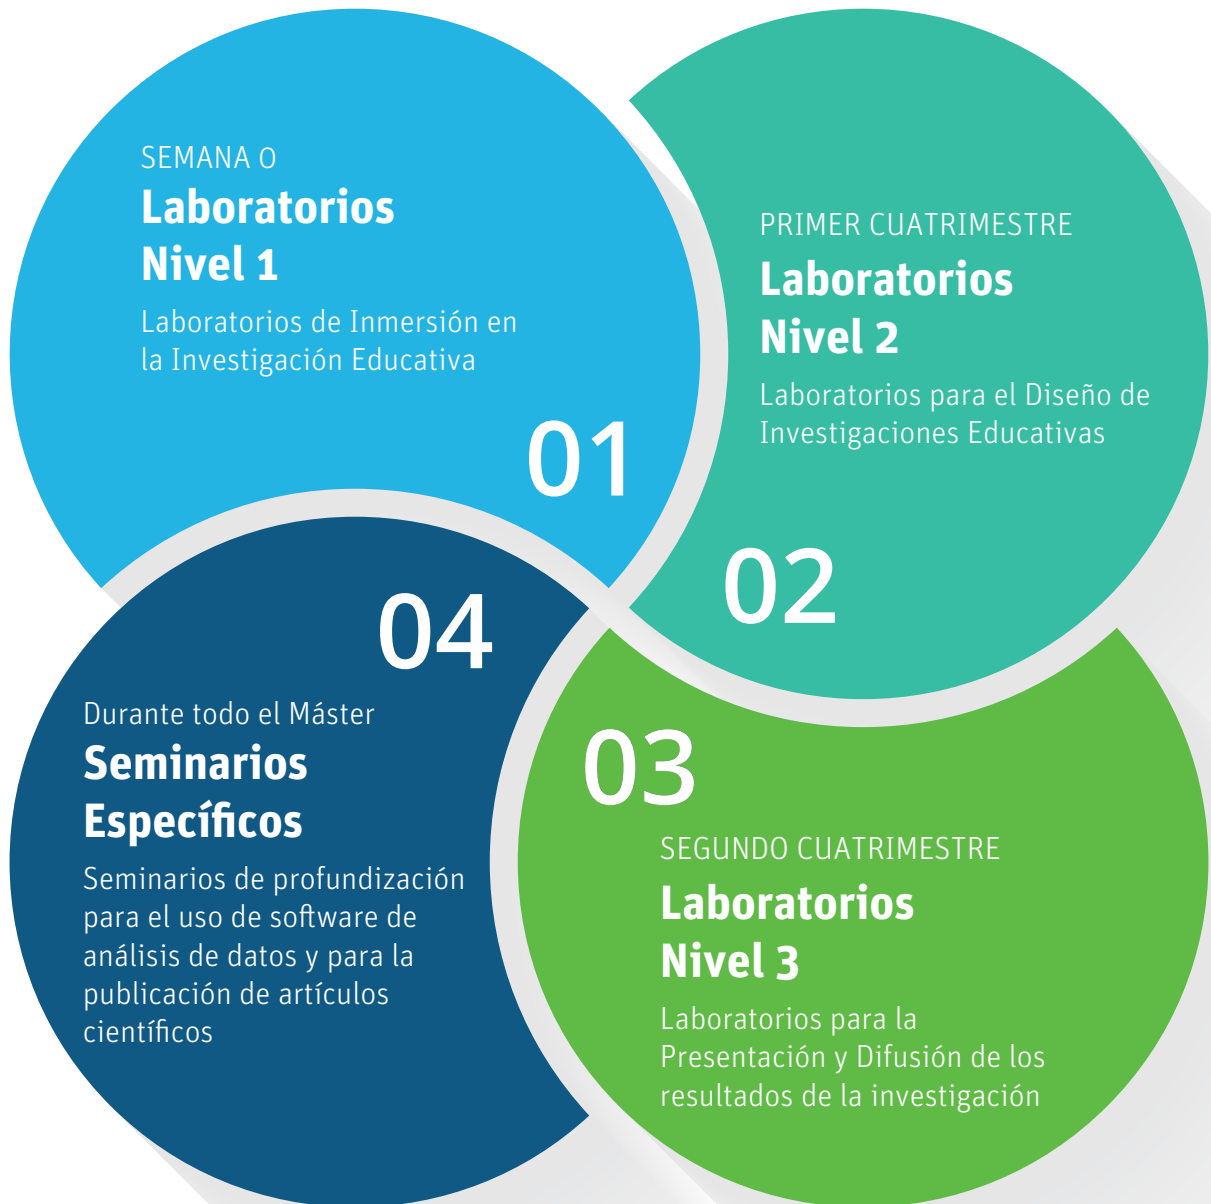 SEMANA 0
Laboratorios
Nivel 1
Laboratorios de Inmersión en
la Investigación Educativa
01
PRIMER CUATRIMESTRE
Laboratorios
Nivel 2
Laboratorios para el Diseño de
Investigaciones Educativas
02
03
SEGUNDO CUATRIMESTRE
Laboratorios
Nivel 3
Laboratorios para la
Presentación y Difusión de los
resultados de la investigación
04
Durante todo el Máster
Seminarios
Específicos
Seminarios de profundización
para el uso de software de
análisis de datos y para la
publicación de artículos
científicos